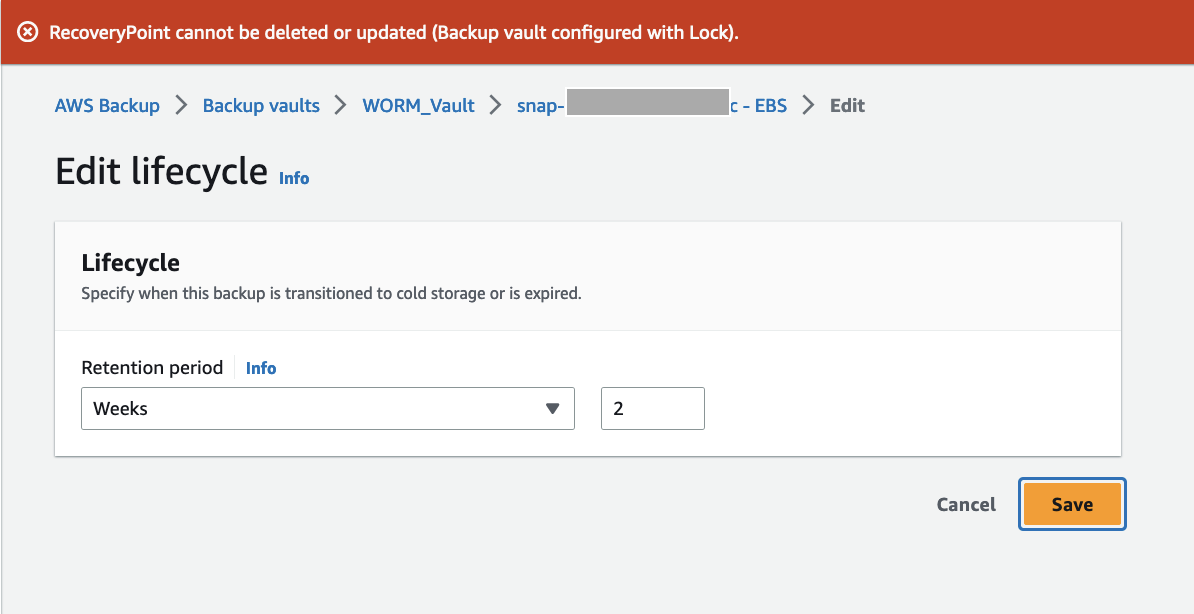 RecoveryPoint cannot be deleted or updated (Backup vault configured with Lock).
AWS Backup > Backup vaults > WORM_Vault > snap- c - EBS > Edit
Edit lifecycle Info
Lifecycle
Specify when this backup is transitioned to cold storage or is expired.
Retention period Info
Weeks 2
Cancel Save